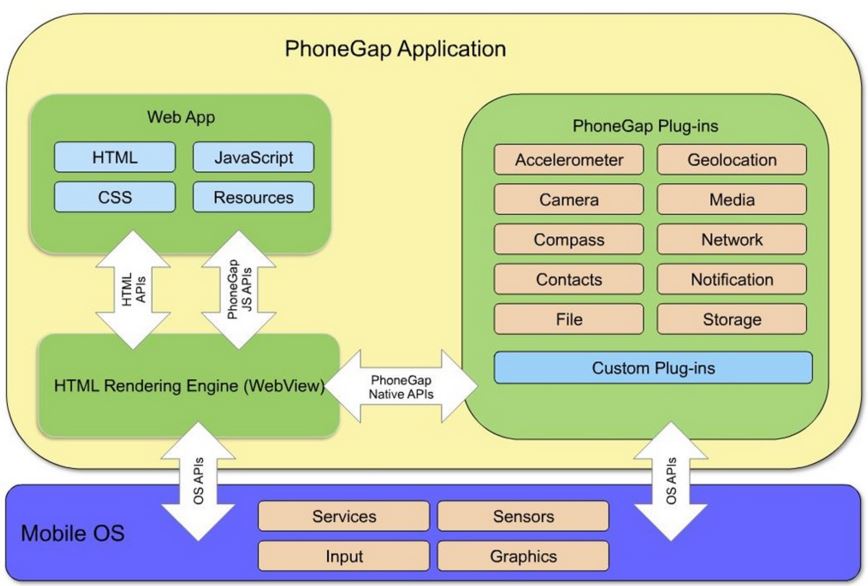 PhoneGap Application
Web App
HTML
JavaScript
CSS
Resources
HTML
APIs
PhoneGap
JS APIs
HTML Rendering Engine (WebView)
PhoneGap
Native APIs
PhoneGap Plug-ins
Accelerometer
Geolocation
Camera
Media
Compass
Network
Contacts
Notification
File
Storage
Custom Plug-ins
OS APIs
OS APIs
Mobile OS
Services
Sensors
Input
Graphics